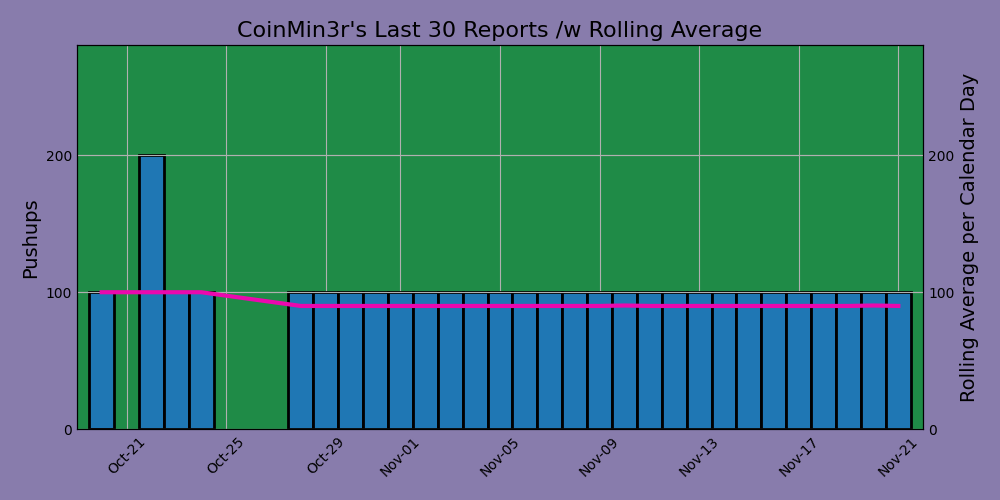 CoinMin3r's Last 30 Reports /w Rolling Average
Pushups
200
100
0
200
100
0
Rolling Average per Calendar Day
Oct-21
Oct-25
Oct-29
Nov-01
Nov-05
Nov-09
Nov-13
Nov-17
Nov-21